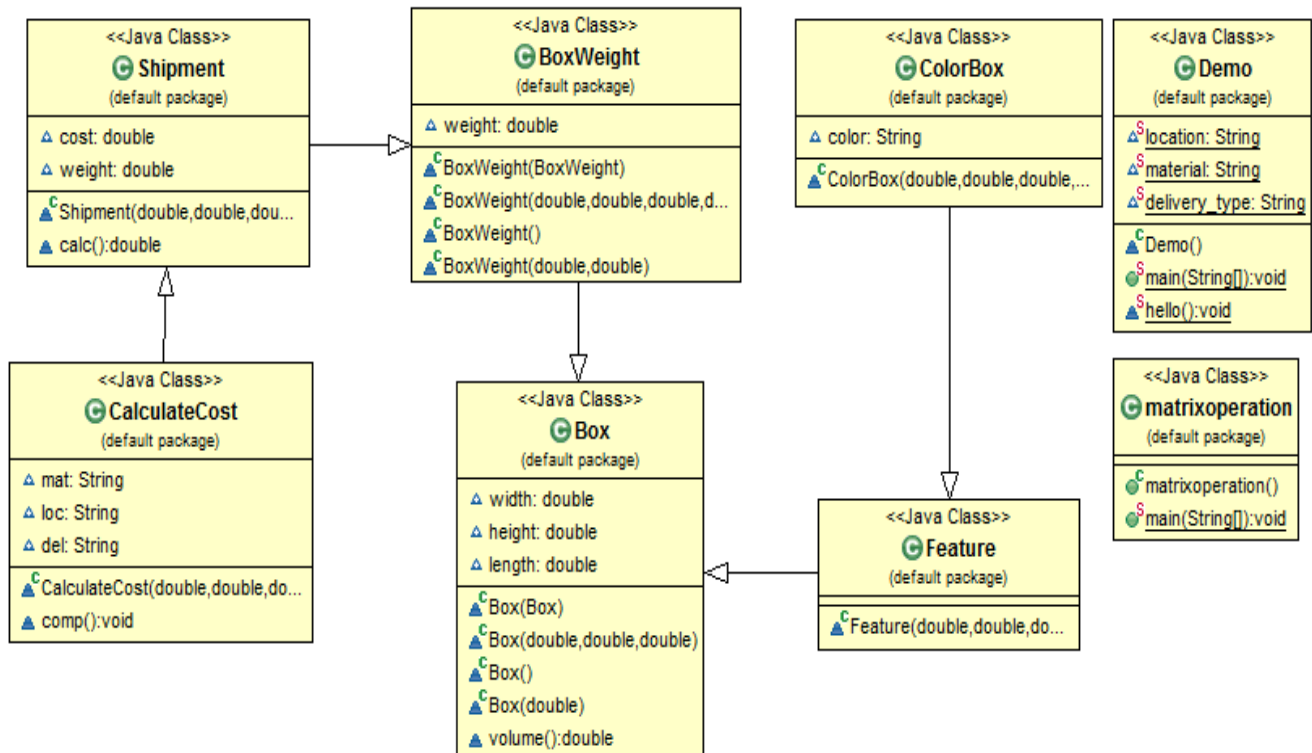 <<Java Class>>
Shipment
(default package)
cost: double
weight: double
Shipment(double,double,dou...
calc():double
<<Java Class>>
BoxWeight
(default package)
weight: double
BoxWeight(BoxWeight)
BoxWeight(double,double,double,d...
BoxWeight()
BoxWeight(double,double)
<<Java Class>>
ColorBox
(default package)
color: String
ColorBox(double,double,double,...
<<Java Class>>
Demo
(default package)
location: String
material: String
delivery_type: String
Demo()
main(String[]):void
hello():void
<<Java Class>>
CalculateCost
(default package)
mat: String
loc: String
del: String
CalculateCost(double,double,do...
comp():void
<<Java Class>>
Box
(default package)
width: double
height: double
length: double
Box(Box)
Box(double,double,double)
Box()
Box(double)
volume():double
<<Java Class>>
Feature
(default package)
Feature(double,double,do...
<<Java Class>>
matrixoperation
(default package)
matrixoperation()
main(String[]):void